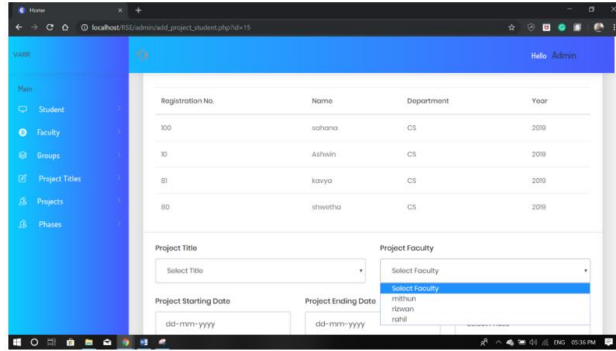 Home
localhost/RSE/admin/add_project_student.php?id=15
VARR
Hello Admin
Main
Student
Faculty
Groups
Project Titles
Projects
Phases
Registration No. Name Department Year
100 sahana CS 2019
10 Ashwin CS 2019
81 kavya CS 2019
80 shwetha CS 2019
Project Title Project Faculty
Select Title Select Faculty
Select Faculty
mithun
rizwan
rahil
Project Starting Date Project Ending Date
dd-mm-yyyy dd-mm-yyyy
ENG 05:36 PM